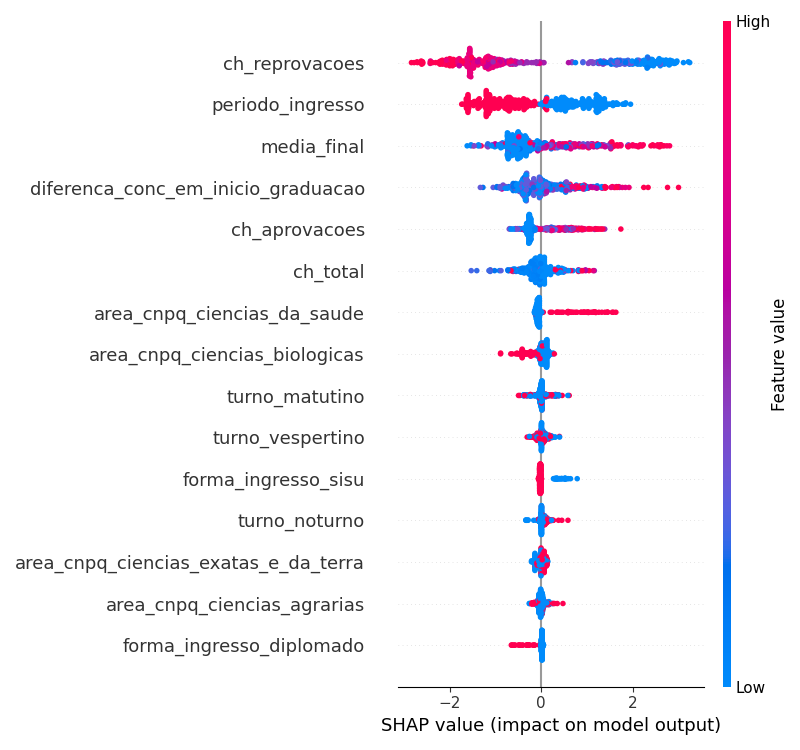 High
ch_reprovacoes
periodo_ingresso
media_final
diferenca_conc_em_inicio_graduacao
ch_aprovacoes
ch_total
area_cnpq_ciencias_da_saude
area_cnpq_ciencias_biologicas
turno_matutino
turno_vespertino
forma_ingresso_sisu
turno_noturno
area_cnpq_ciencias_exatas_e_da_terra
area_cnpq_ciencias_agrarias
forma_ingresso_diplomado
Feature value
Low
−2 0 2
SHAP value (impact on model output)